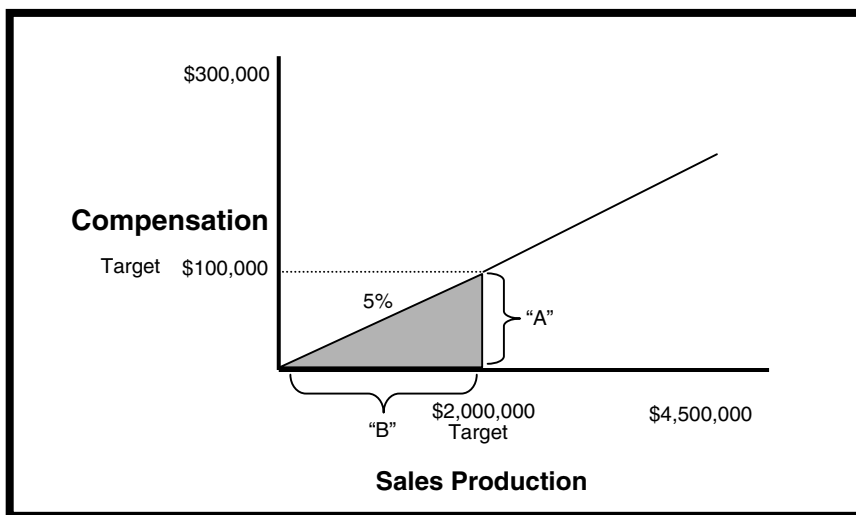 $300,000
Compensation
Target $100,000
5%
“A”
“B”
$2,000,000
Target
$4,500,000
Sales Production